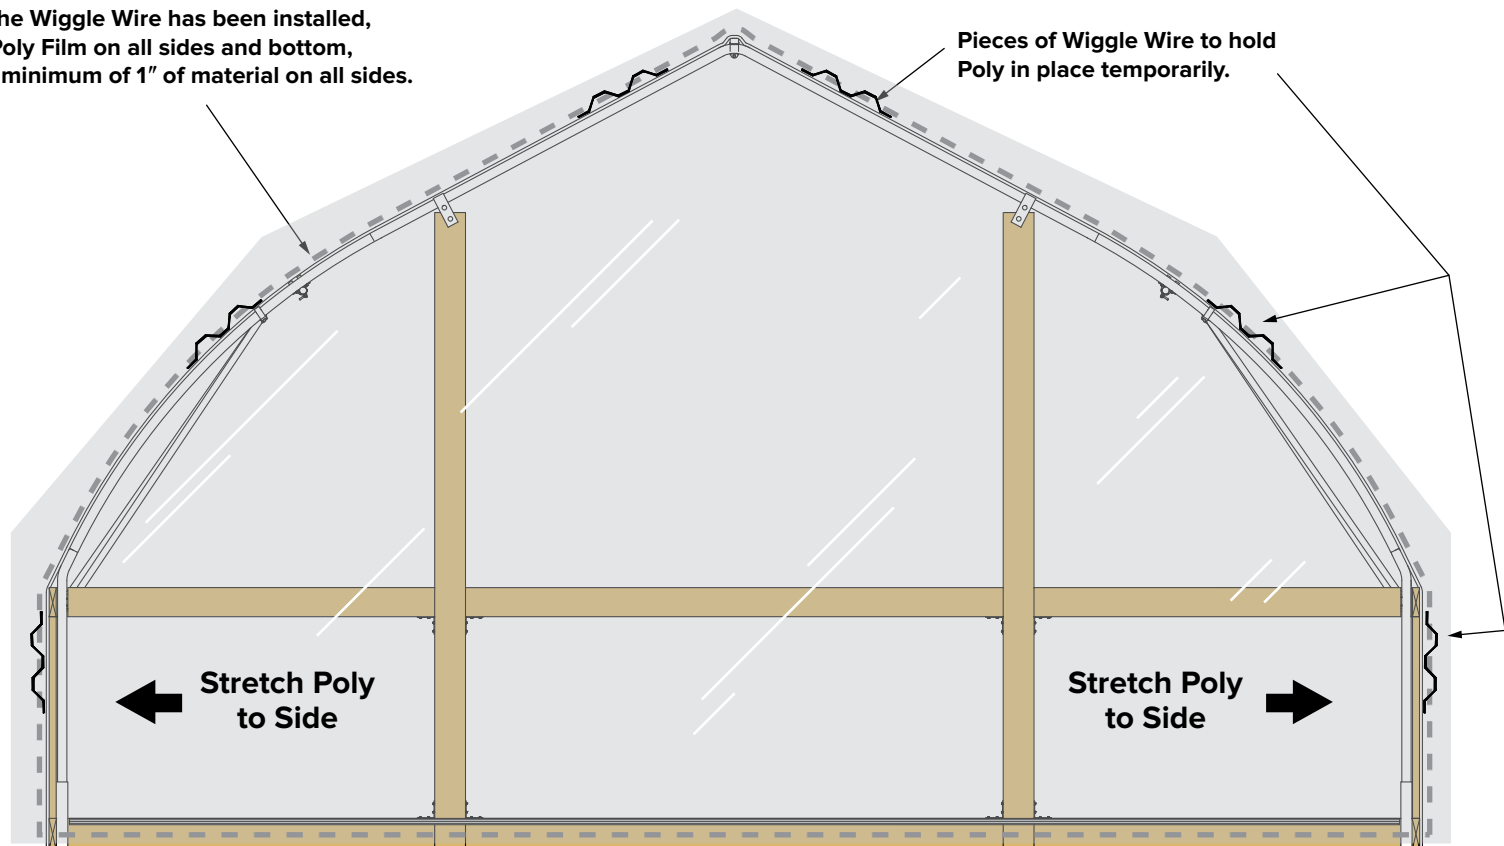 he Wiggle Wire has been installed,
Poly Film on all sides and bottom,
minimum of 1″ of material on all sides.
Pieces of Wiggle Wire to hold
Poly in place temporarily.
Stretch Poly
to Side
Stretch Poly
to Side